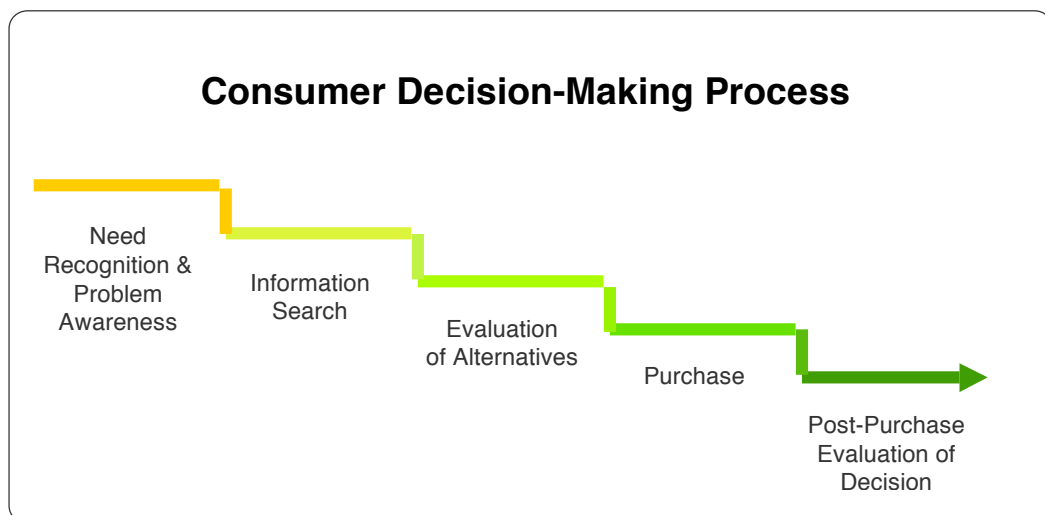 Consumer Decision-Making Process
Need
Recognition &
Problem
Awareness
Information
Search
Evaluation
of Alternatives
Purchase
Post-Purchase
Evaluation of
Decision